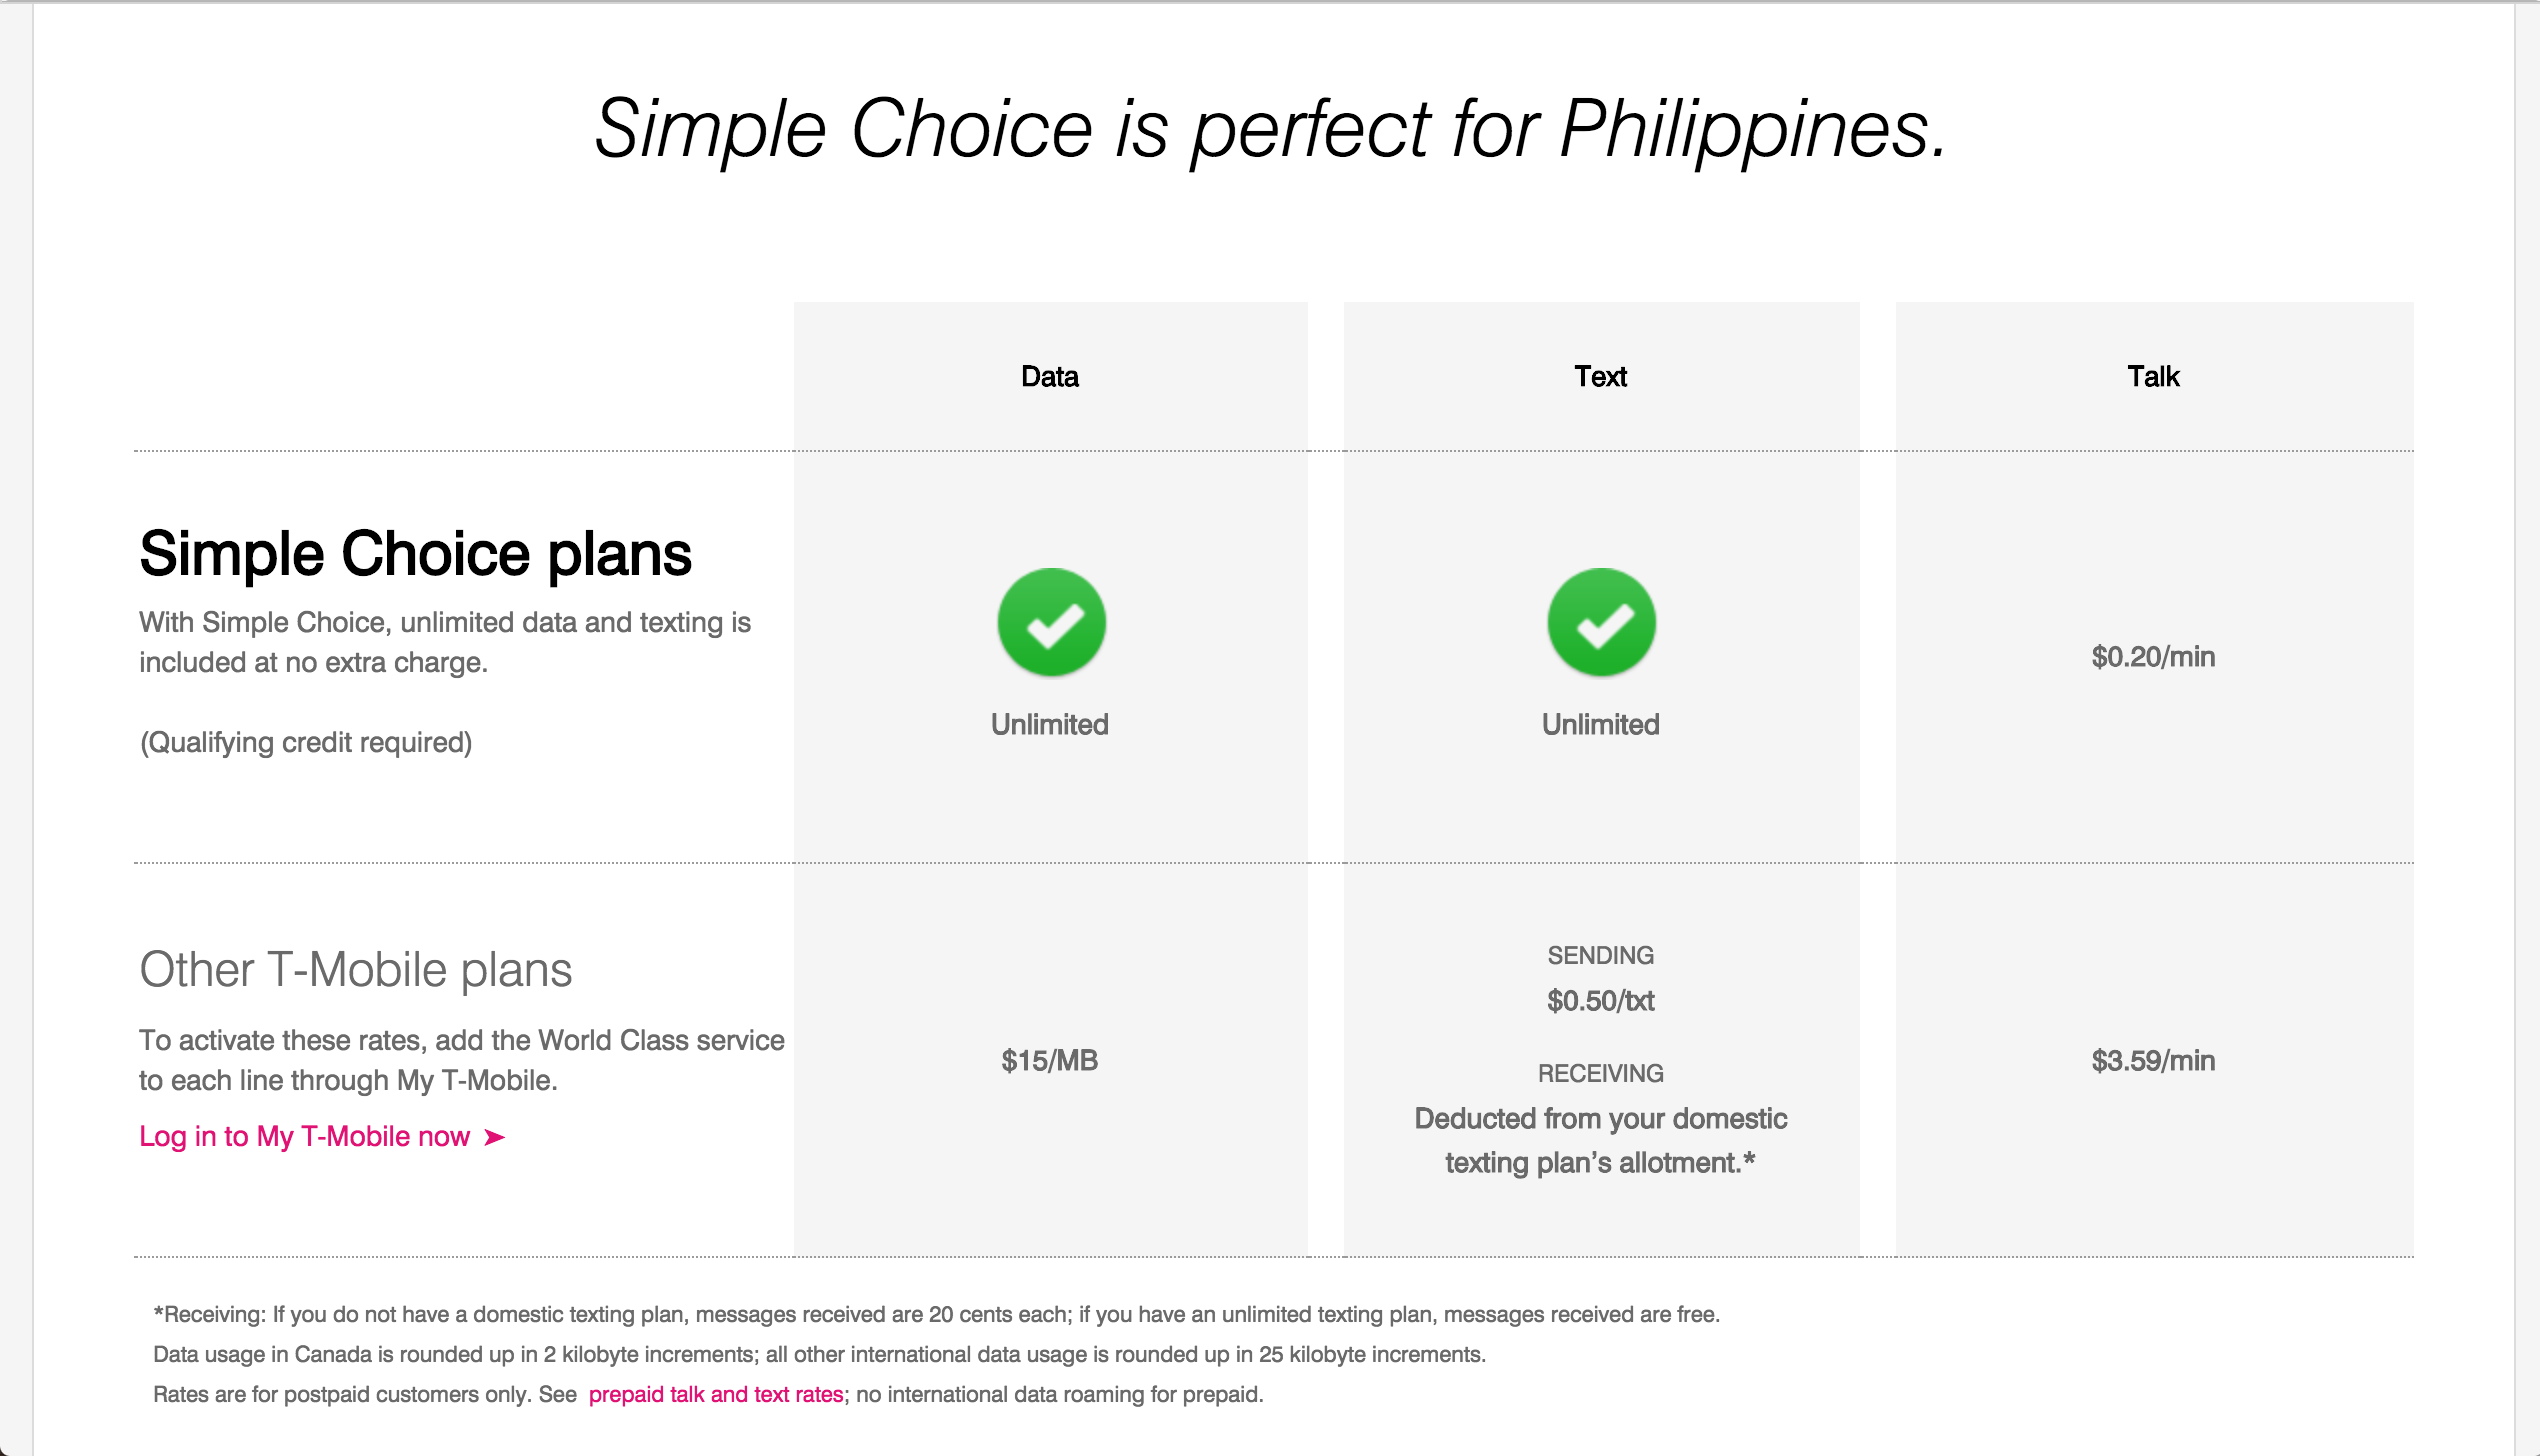 Simple Choice is perfect for Philippines.
Data
Text
Talk
Simple Choice plans
With Simple Choice, unlimited data and texting is
included at no extra charge.
(Qualifying credit required)
Unlimited
Unlimited
$0.20/min
Other T-Mobile plans
To activate these rates, add the World Class service
to each line through My T-Mobile.
Log in to My T-Mobile now ➤
$15/MB
SENDING
$0.50/txt
RECEIVING
Deducted from your domestic
texting plan’s allotment.*
$3.59/min
*Receiving: If you do not have a domestic texting plan, messages received are 20 cents each; if you have an unlimited texting plan, messages received are free.
Data usage in Canada is rounded up in 2 kilobyte increments; all other international data usage is rounded up in 25 kilobyte increments.
Rates are for postpaid customers only. See prepaid talk and text rates; no international data roaming for prepaid.